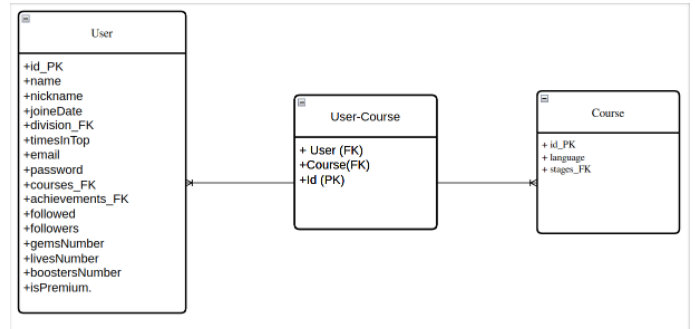 User
+id_PK
+name
+nickname
+joineDate
+division_FK
+timesInTop
+email
+password
+courses_FK
+achievements_FK
+followed
+followers
+gemsNumber
+livesNumber
+boostersNumber
+isPremium.
User-Course
+ User (FK)
+Course(FK)
+Id (PK)
Course
+ id_PK
+ language
+ stages_FK